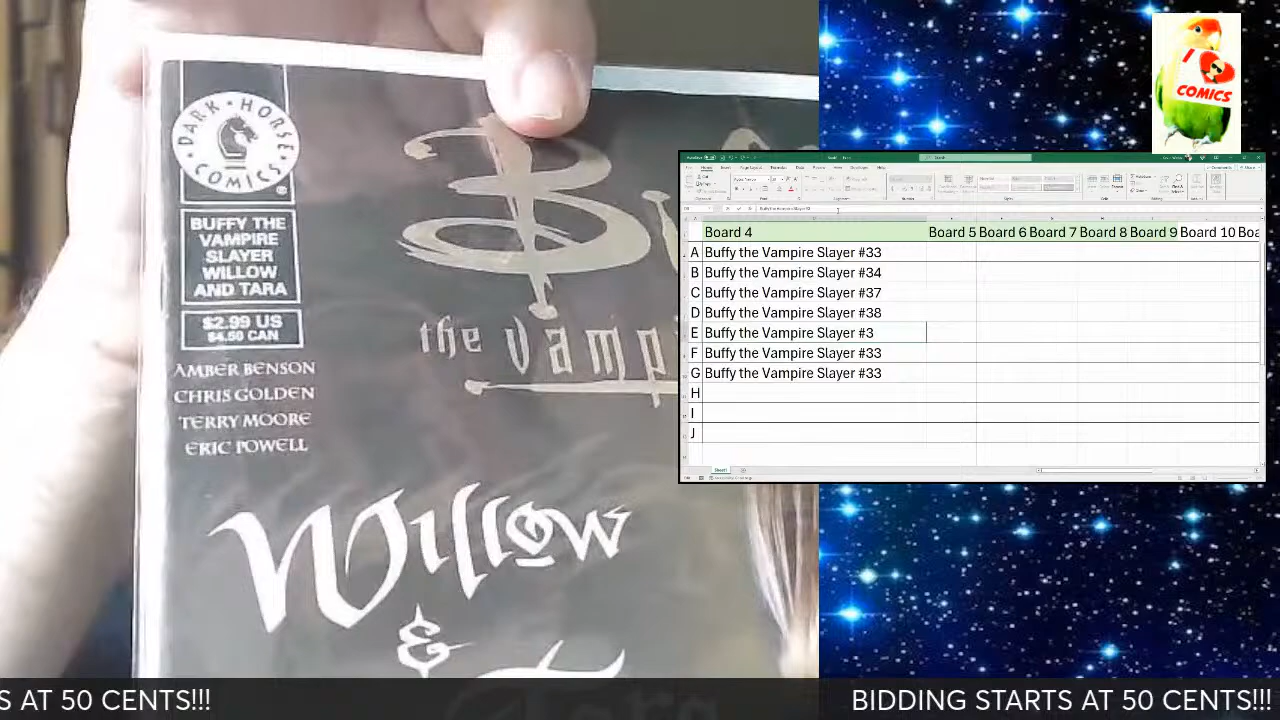 DARK HORSE COMICS
BUFFY THE
VAMPIRE
SLAYER
WILLOW
AND TARA
$2.99 US
$4.50 CAN
AMBER BENSON
CHRIS GOLDEN
TERRY MOORE
ERIC POWELL
the Vamp
Willow
&
COMICS
Board 4 Board 5 Board 6 Board 7 Board 8 Board 9 Board 10 Boa
A Buffy the Vampire Slayer #33
B Buffy the Vampire Slayer #34
C Buffy the Vampire Slayer #37
D Buffy the Vampire Slayer #38
E Buffy the Vampire Slayer #3
F Buffy the Vampire Slayer #33
G Buffy the Vampire Slayer #33
H
I
J
S AT 50 CENTS!!!
BIDDING STARTS AT 50 CENTS!!!